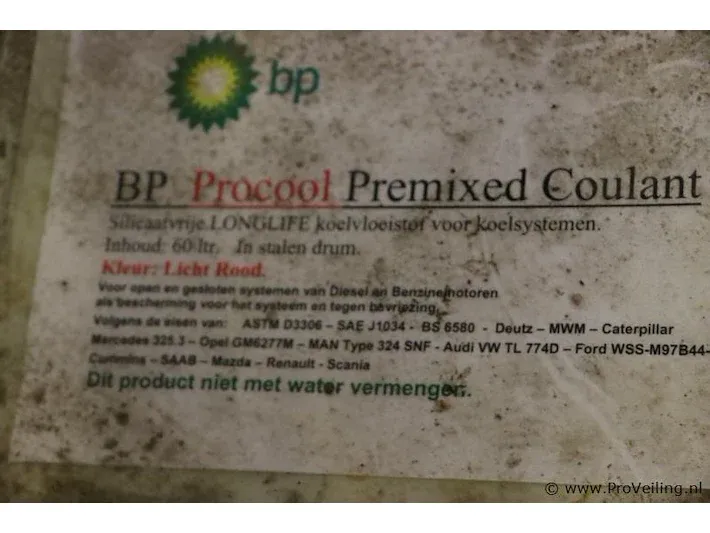 bp
BP Procool Premixed Coulant
Silicaatvrije LONGLIFE koelvloeistof voor koelsystemen.
Inhoud: 60 ltr. In stalen drum.
Kleur: Licht Rood.
Voor open en gesloten systemen van Diesel en Benzinemotoren
als bescherming voor het systeem en tegen bevriezing.
Volgens de eisen van: ASTM D3306 – SAE J1034 - BS 6580 - Deutz – MWM – Caterpillar
Mercedes 325.3 – Opel GM6277M – MAN Type 324 SNF - Audi VW TL 774D – Ford WSS-M97B44-
Cummins – SAAB – Mazda – Renault - Scania
Dit product niet met water vermengen.
© www.ProVeiling.nl